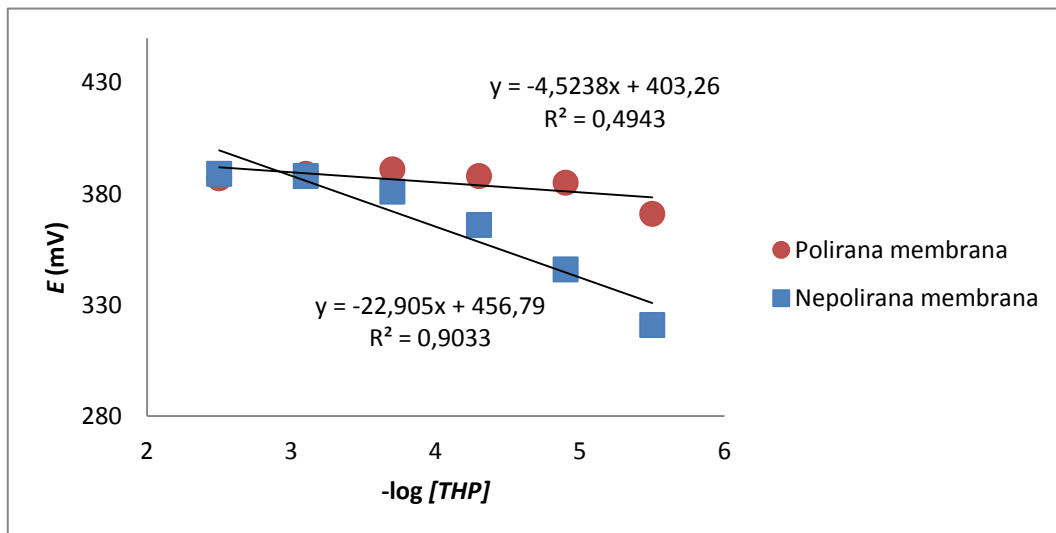 430
y = -4,5238x + 403,26
R² = 0,4943
380
E (mV)
Polirana membrana
Nepolirana membrana
330
y = -22,905x + 456,79
R² = 0,9033
280
2 3 4 5 6
-log [THP]